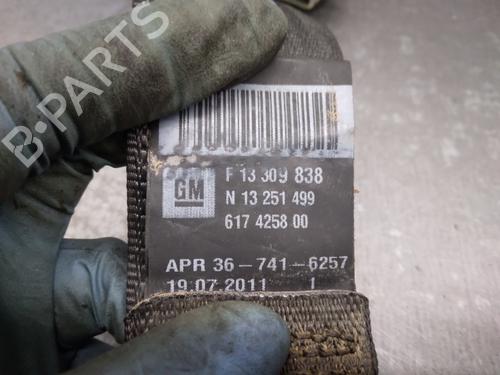 B-PARTS
GM
F 13 309 838
N 13 251 499
617 4258 00
APR 36-741-6257
19.07.2011 1